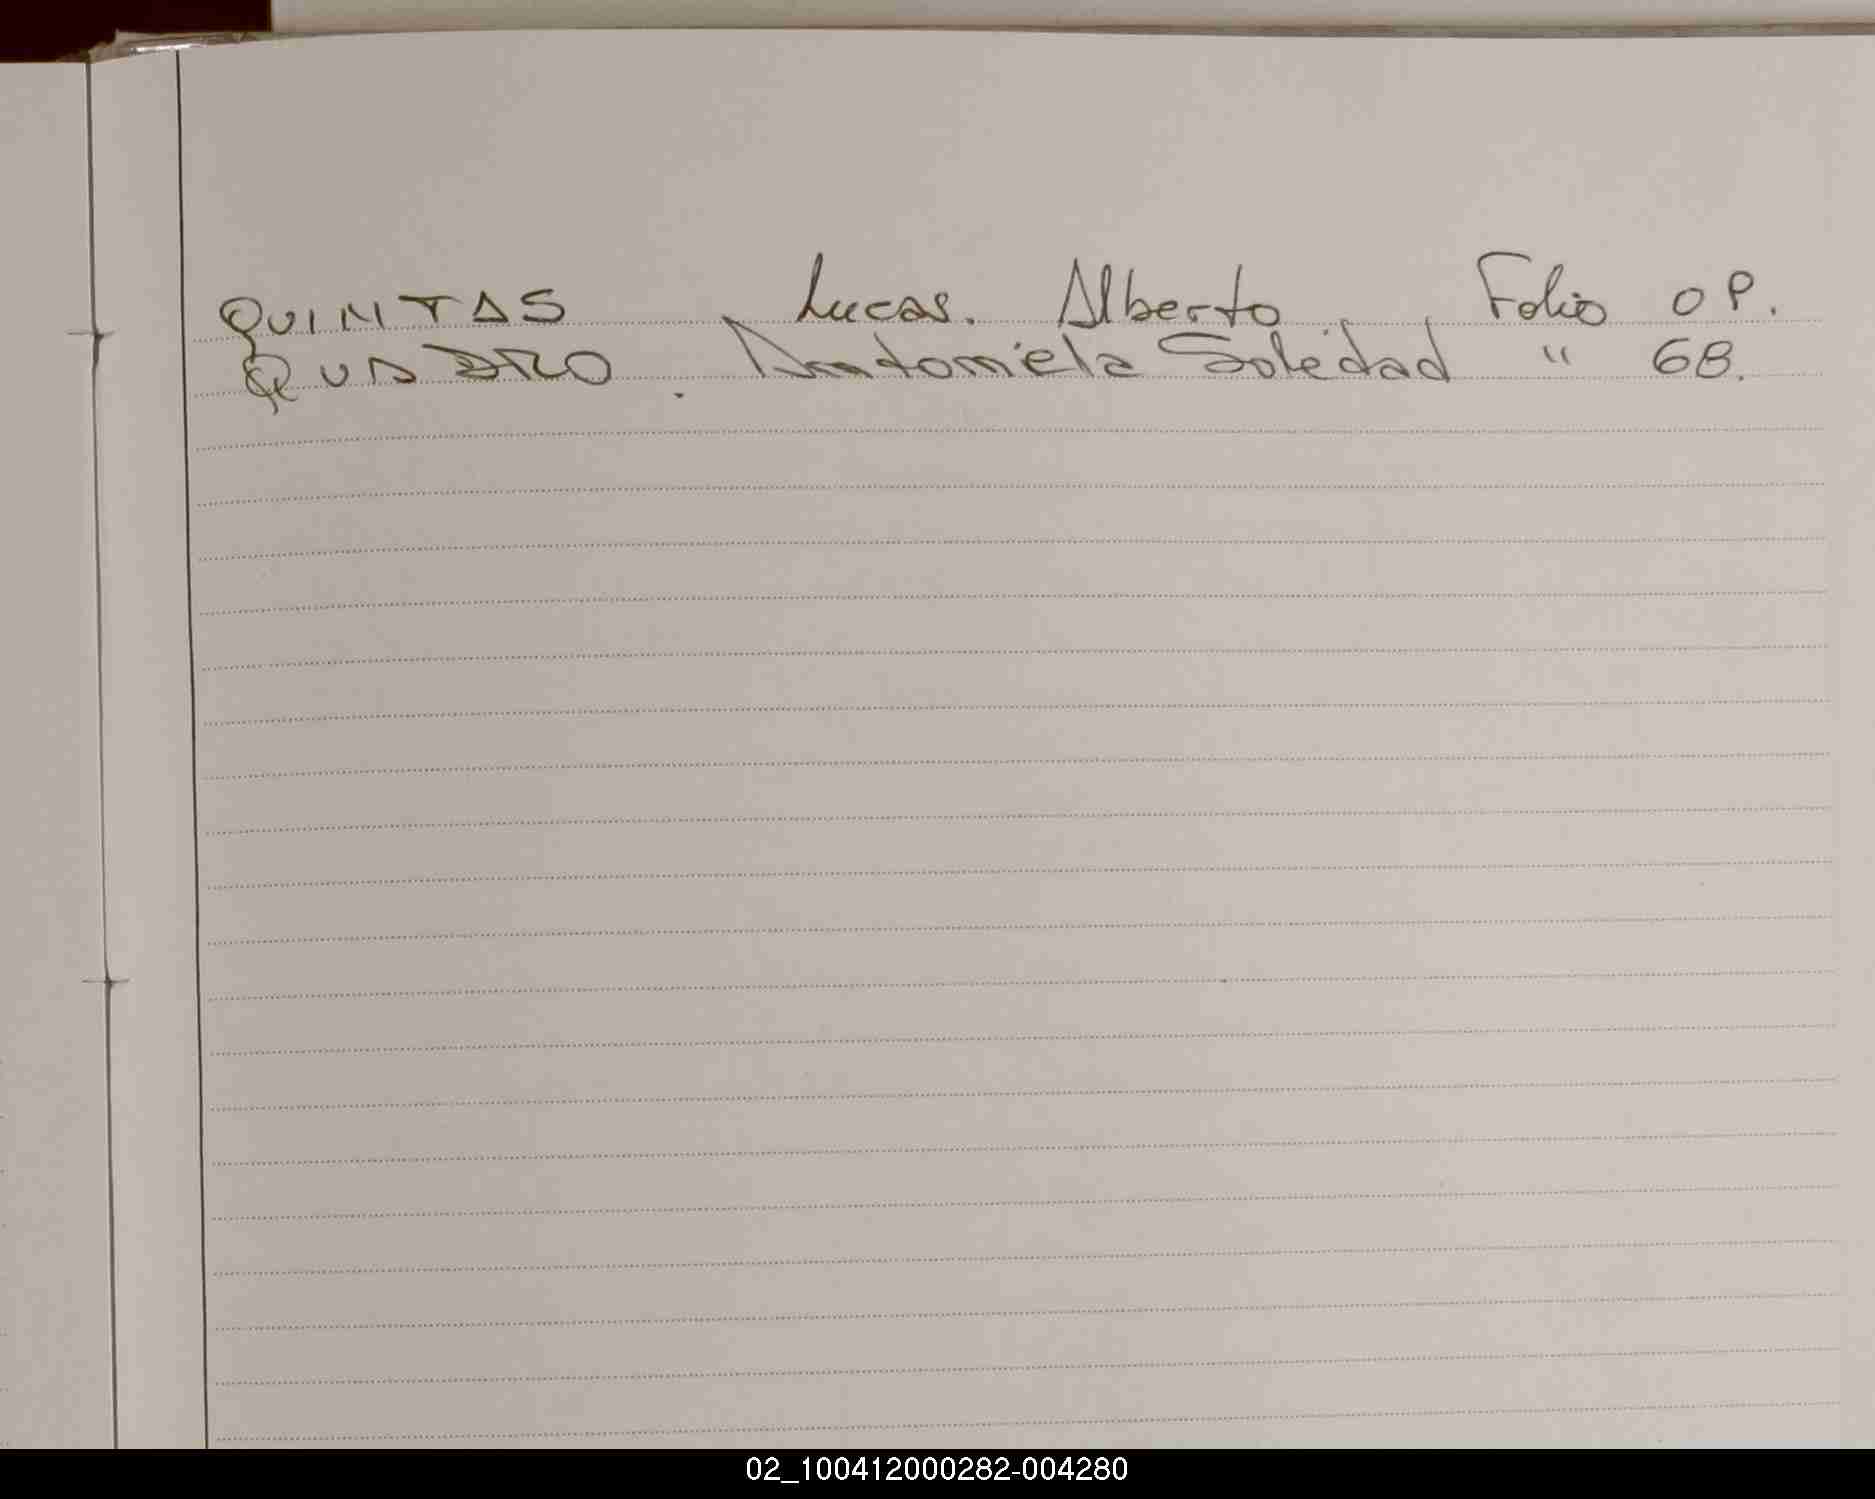 QUINTAS Lucas. Alberto Folio 09.
QUADRO. Antoniela Soledad " 68.
02_100412000282-004280